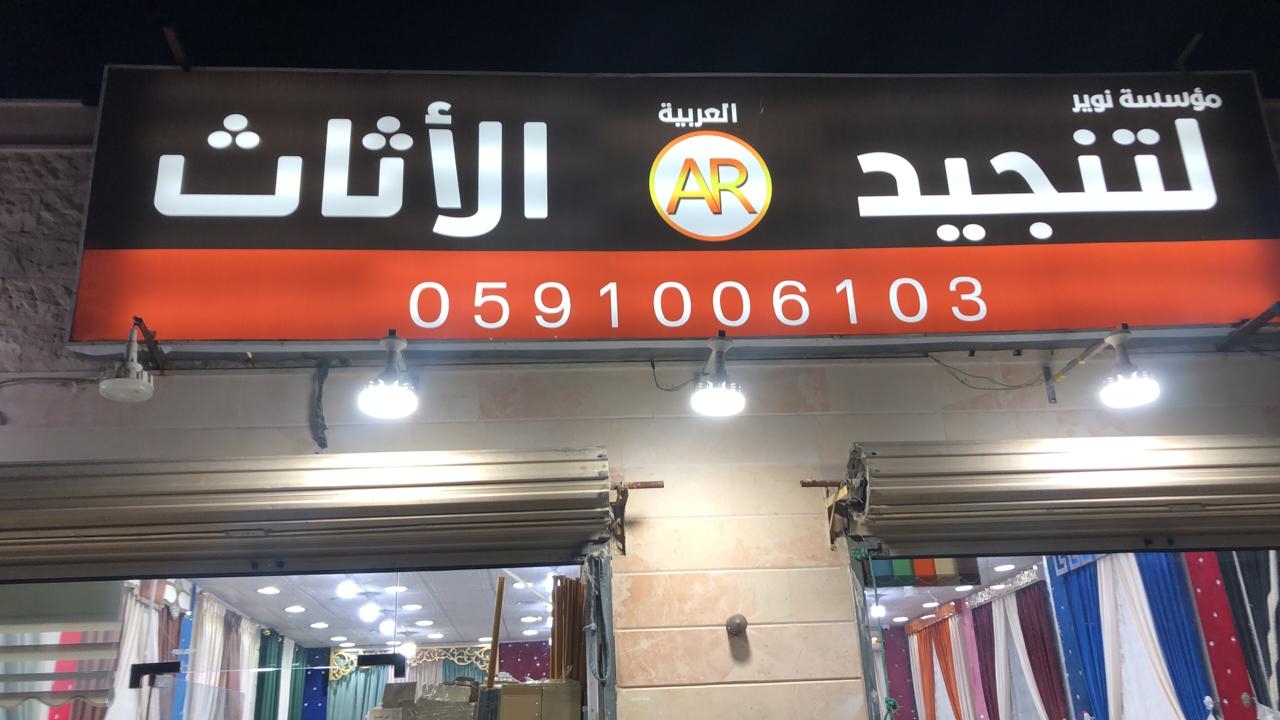 مؤسسة نوير
لتنجيد
العربية
AR
الأثاث
0591006103